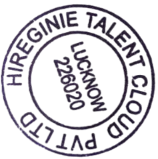 HIREGINIE TALENT CLOUD PVT LTD
LUCKNOW
226020